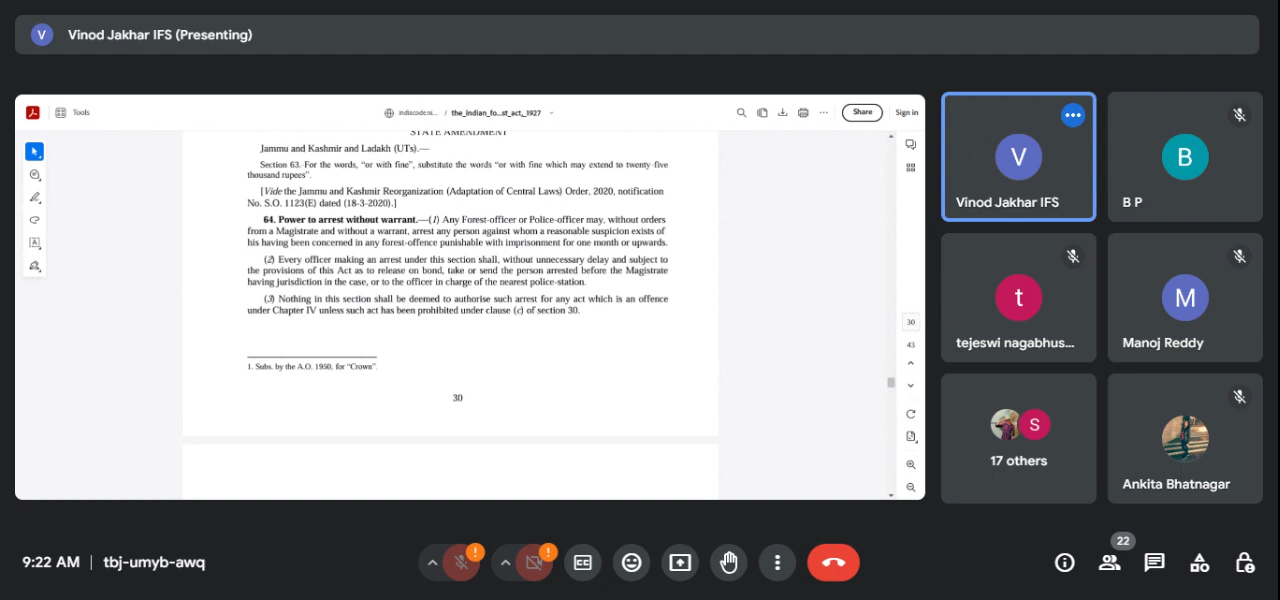 V Vinod Jakhar IFS (Presenting)
Tools
indiacode.ni... / the_indian_fo...st_act,_1927
Share
Sign in
STATE AMENDMENT
Jammu and Kashmir and Ladakh (UTs).—
Section 63.-For the words, “or with fine”, substitute the words “or with fine which may extend to twenty-five
thousand rupees”.
[Vide the Jammu and Kashmir Reorganization (Adaptation of Central Laws) Order, 2020, notification
No. S.O. 1123(E) dated (18-3-2020).]
64. Power to arrest without warrant.—(1) Any Forest-officer or Police-officer may, without orders
from a Magistrate and without a warrant, arrest any person against whom a reasonable suspicion exists of
his having been concerned in any forest-offence punishable with imprisonment for one month or upwards.
(2) Every officer making an arrest under this section shall, without unnecessary delay and subject to
the provisions of this Act as to release on bond, take or send the person arrested before the Magistrate
having jurisdiction in the case, or to the officer in charge of the nearest police-station.
(3) Nothing in this section shall be deemed to authorise such arrest for any act which is an offence
under Chapter IV unless such act has been prohibited under clause (c) of section 30.
1. Subs. by the A.O. 1950, for “Crown”.
30
30
43
V
Vinod Jakhar IFS
B
B P
t
tejeswi nagabhus...
M
Manoj Reddy
S
17 others
Ankita Bhatnagar
9:22 AM | tbj-umyb-awq
22